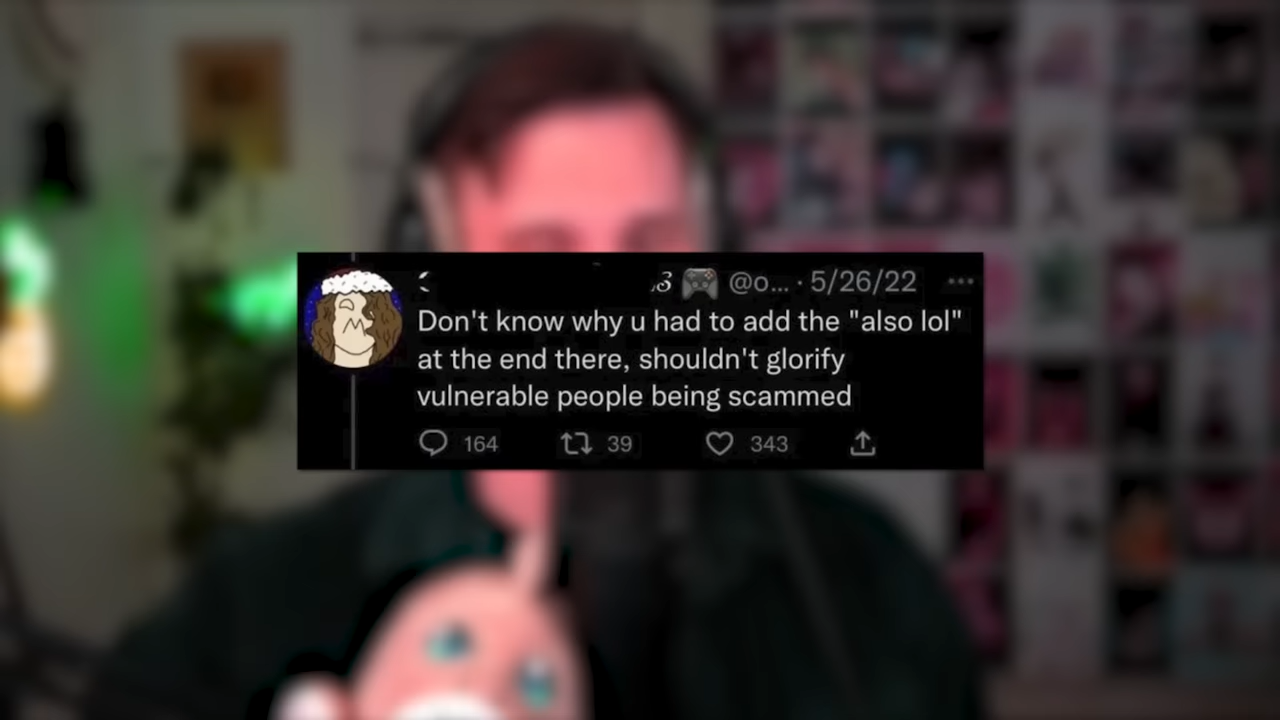 @o... · 5/26/22
Don't know why u had to add the "also lol"
at the end there, shouldn't glorify
vulnerable people being scammed
164 39 343